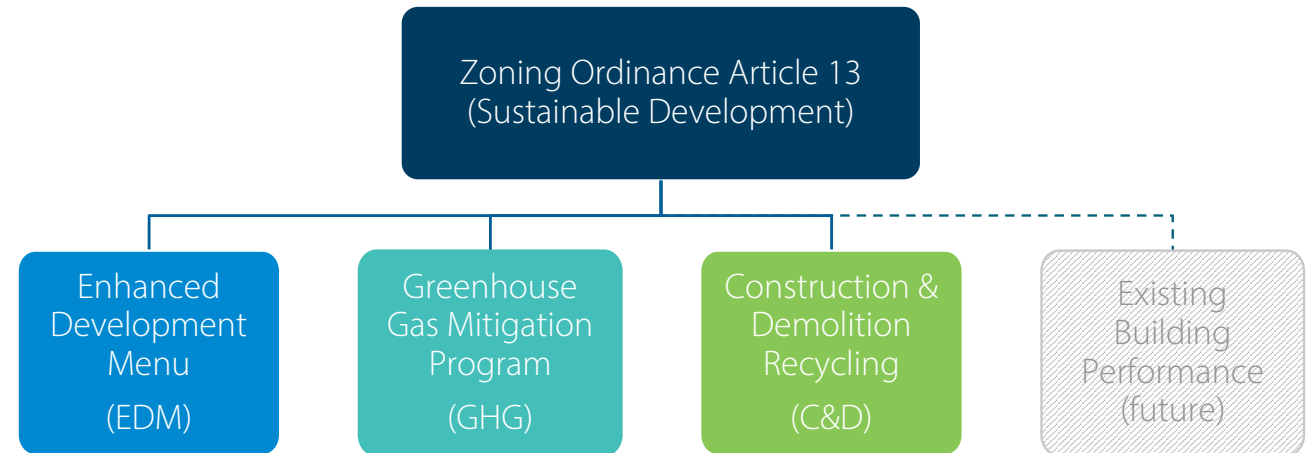 Zoning Ordinance Article 13
(Sustainable Development)
Enhanced
Development
Menu
(EDM)
Greenhouse
Gas Mitigation
Program
(GHG)
Construction &
Demolition
Recycling
(C&D)
Existing
Building
Performance
(future)